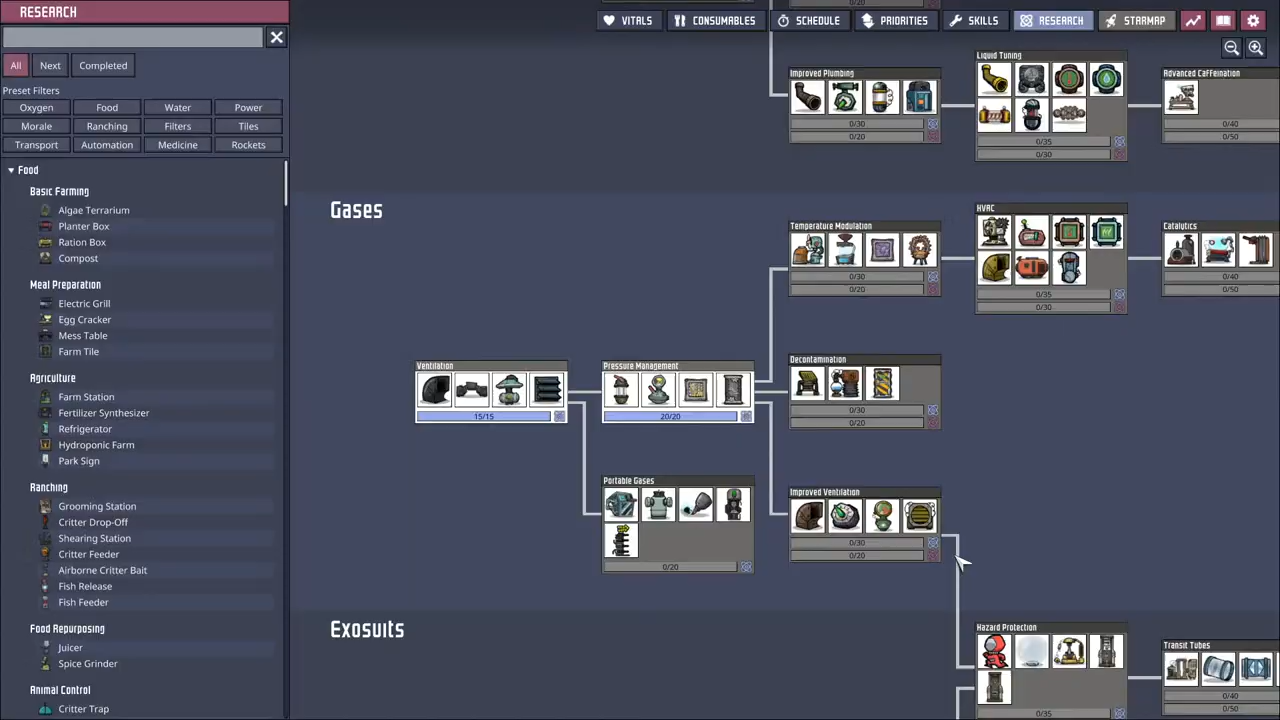 RESEARCH
VITALS
CONSUMABLES
SCHEDULE
PRIORITIES
SKILLS
RESEARCH
STARMAP
All
Next
Completed
Preset Filters
Oxygen
Food
Water
Power
Morale
Ranching
Filters
Tiles
Transport
Automation
Medicine
Rockets
Food
Basic Farming
Algae Terrarium
Planter Box
Ration Box
Compost
Meal Preparation
Electric Grill
Egg Cracker
Mess Table
Farm Tile
Agriculture
Farm Station
Fertilizer Synthesizer
Refrigerator
Hydroponic Farm
Park Sign
Ranching
Grooming Station
Critter Drop-Off
Shearing Station
Critter Feeder
Airborne Critter Bait
Fish Release
Fish Feeder
Food Repurposing
Juicer
Spice Grinder
Animal Control
Critter Trap
0/20
Improved Plumbing
0/30
0/20
Liquid Tuning
0/35
0/30
Advanced Caffeination
0/40
0/50
Gases
Temperature Modulation
0/30
0/20
HVAC
0/35
0/30
Catalytics
0/40
0/50
Ventilation
15/15
Pressure Management
20/20
Decontamination
0/30
0/20
Portable Gases
0/20
Improved Ventilation
0/30
0/20
Exosuits
Hazard Protection
0/35
Transit Tubes
0/40
0/50